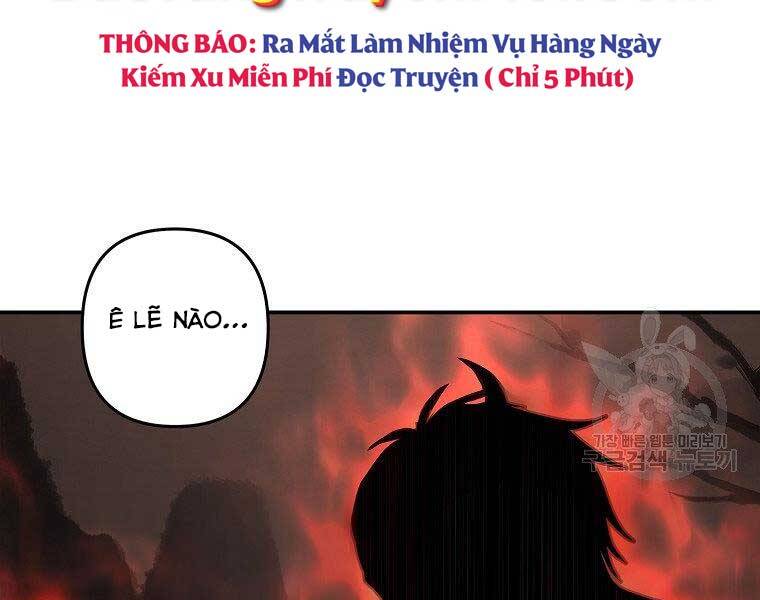 THÔNG BÁO: Ra Mắt Làm Nhiệm Vụ Hàng Ngày
Kiếm Xu Miễn Phí Đọc Truyện ( Chỉ 5 Phút)
Ê LẼ NÀO...
가장 빠른 웹툰 미리보기
구글검색 뉴토끼